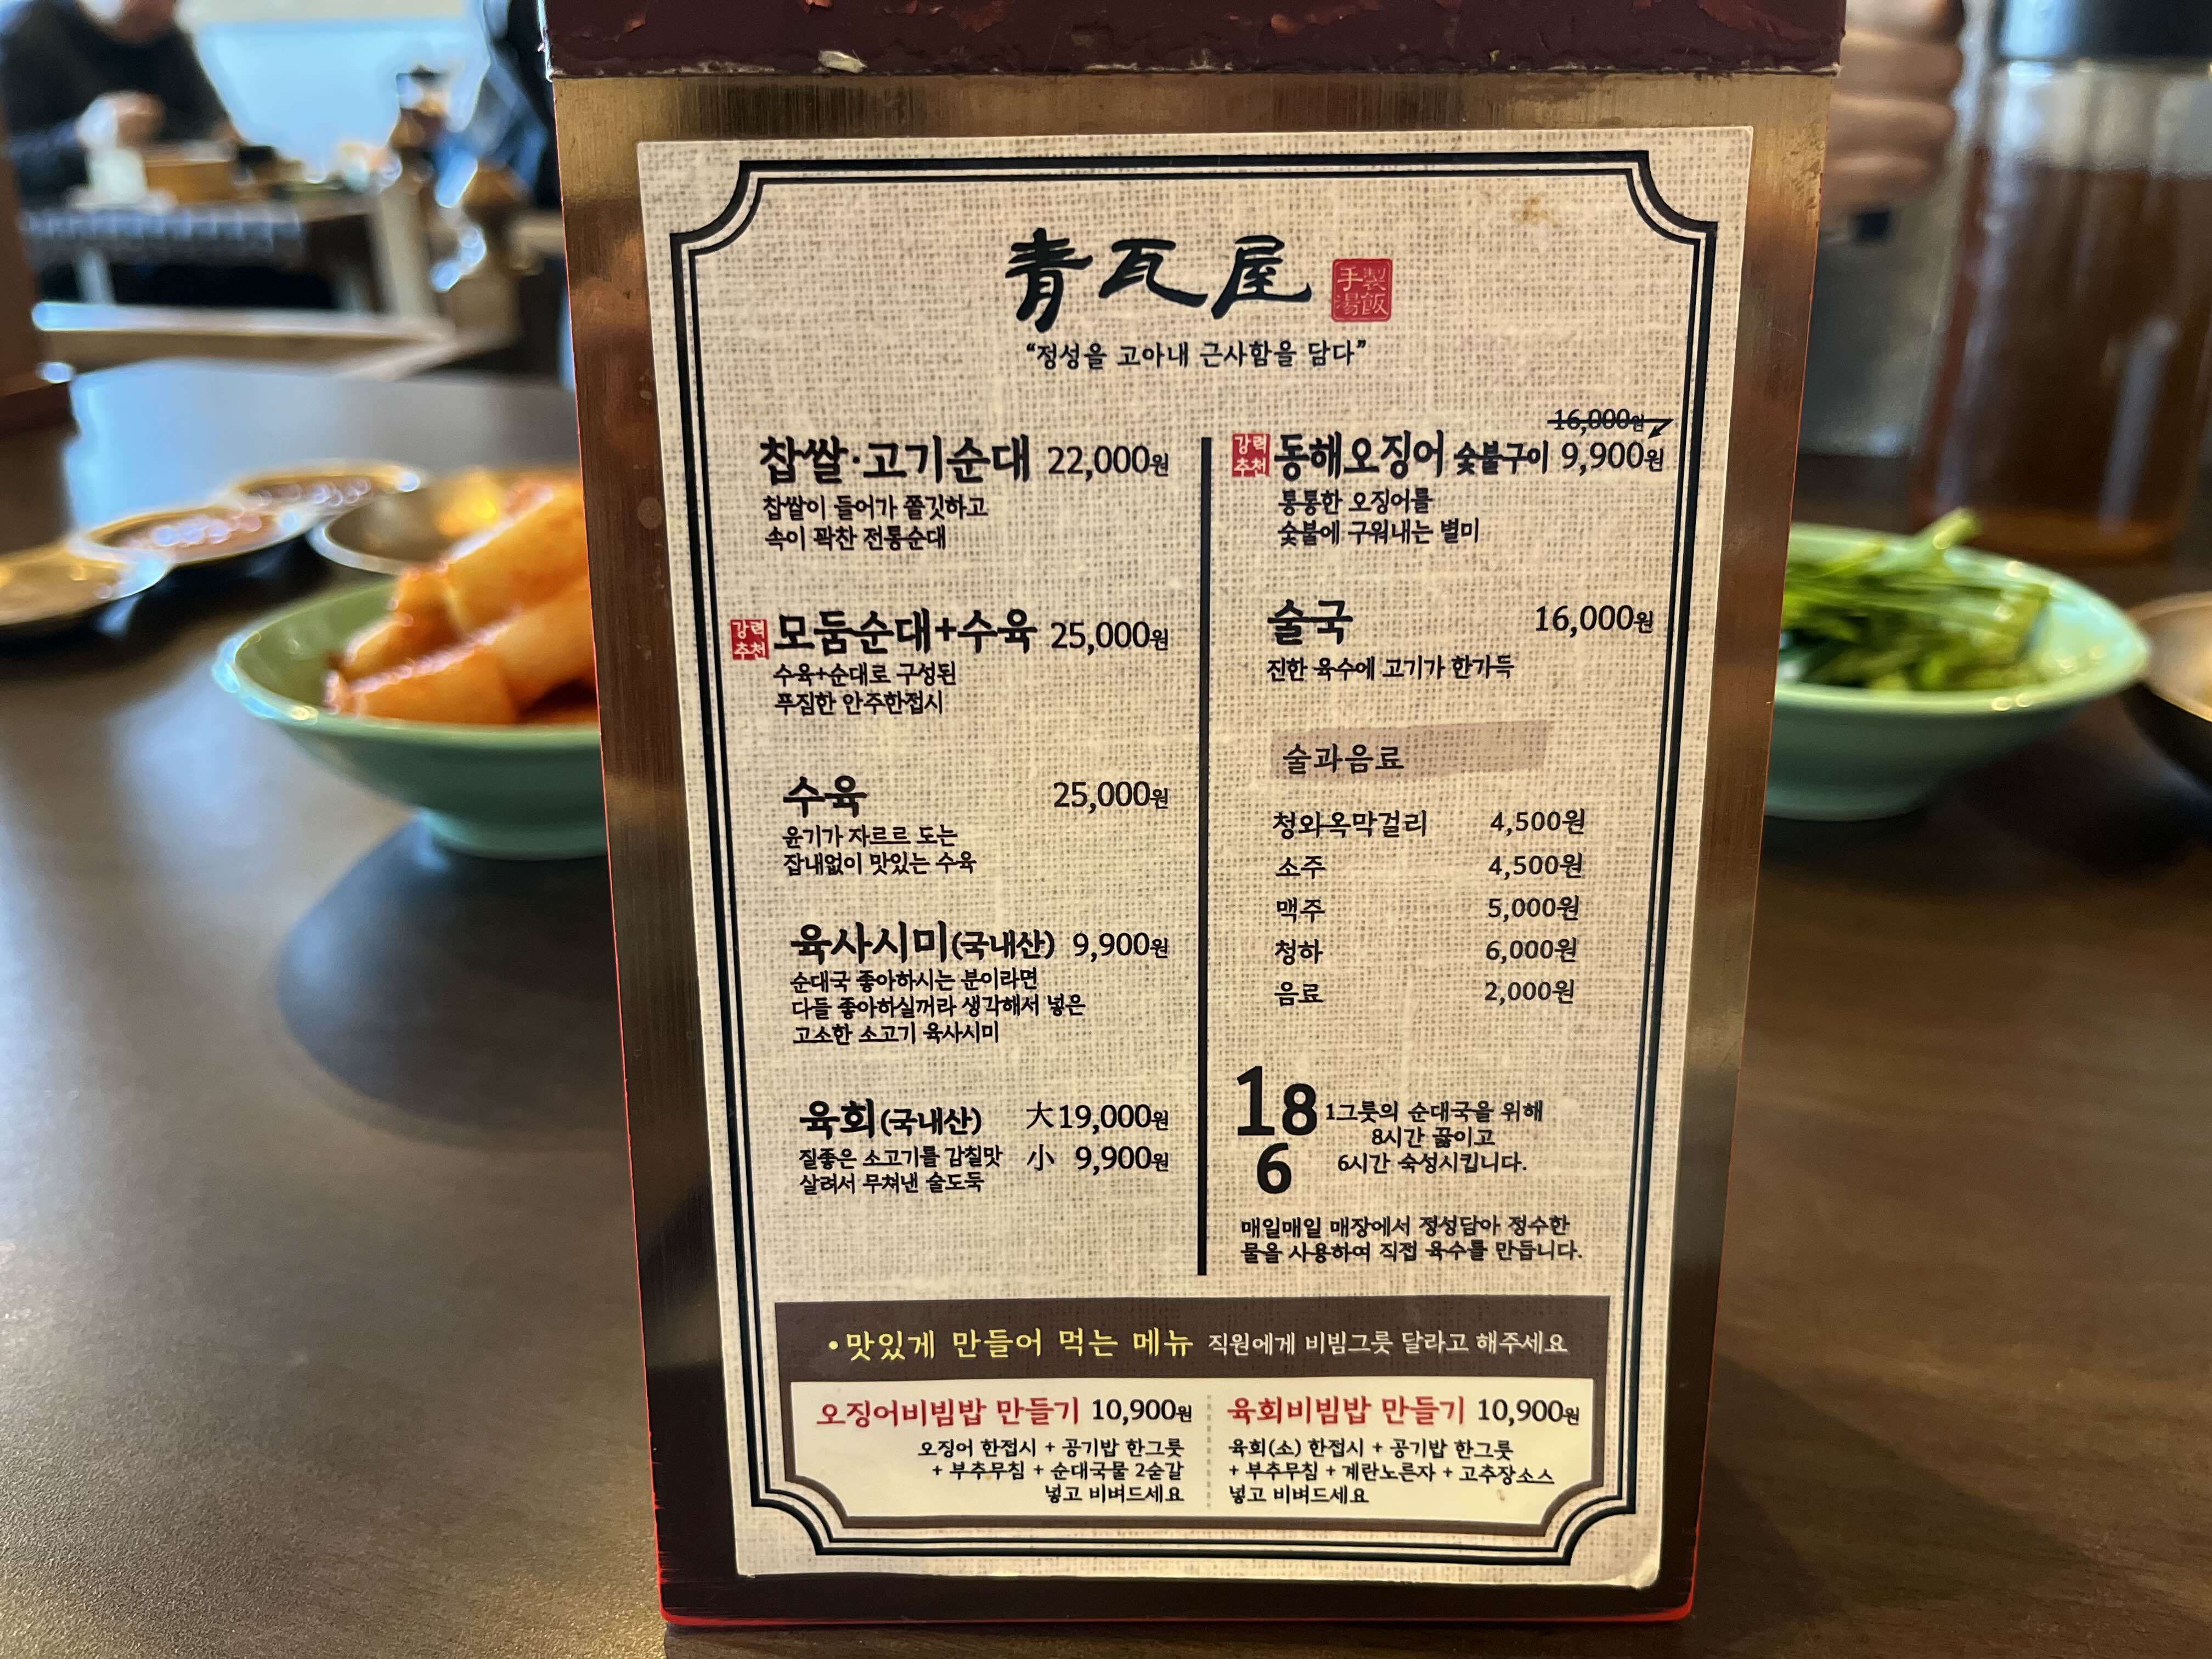 青瓦屋
手製
湯飯
“정성을 고아내 근사함을 담다”
찹쌀·고기순대 22,000원
찹쌀이 들어가 쫄깃하고
속이 꽉찬 전통순대
강력
추천
모둠순대+수육 25,000원
수육+순대로 구성된
푸짐한 안주한접시
수육 25,000원
윤기가 자르르 도는
잡내없이 맛있는 수육
육사시미(국내산) 9,900원
순대국 좋아하시는 분이라면
다들 좋아하실꺼라 생각해서 넣은
고소한 소고기 육사시미
육회(국내산) 大19,000원
小 9,900원
질좋은 소고기를 감칠맛
살려서 무쳐낸 술도둑
16,000원
강력
추천
동해오징어 숯불구이 9,900원
통통한 오징어를
숯불에 구워내는 별미
술국 16,000원
진한 육수에 고기가 한가득
술과음료
청와옥막걸리 4,500원
소주 4,500원
맥주 5,000원
청하 6,000원
음료 2,000원
18
6
1그릇의 순대국을 위해
8시간 끓이고
6시간 숙성시킵니다.
매일매일 매장에서 정성담아 정수한
물을 사용하여 직접 육수를 만듭니다.
•맛있게 만들어 먹는 메뉴 직원에게 비빔그릇 달라고 해주세요
오징어비빔밥 만들기 10,900원
오징어 한접시 + 공기밥 한그릇
+ 부추무침 + 순대국물 2숟갈
넣고 비벼드세요
육회비빔밥 만들기 10,900원
육회(소) 한접시 + 공기밥 한그릇
+ 부추무침 + 계란노른자 + 고추장소스
넣고 비벼드세요